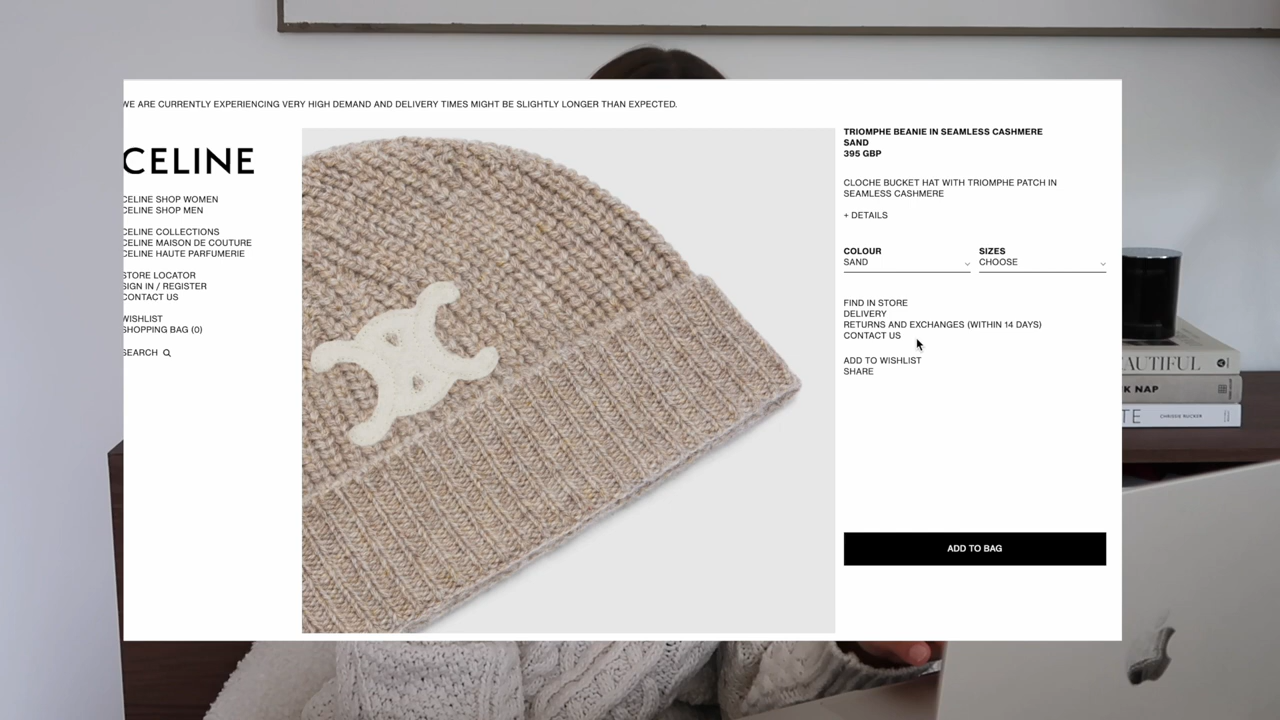 WE ARE CURRENTLY EXPERIENCING VERY HIGH DEMAND AND DELIVERY TIMES MIGHT BE SLIGHTLY LONGER THAN EXPECTED.
CELINE
CELINE SHOP WOMEN
CELINE SHOP MEN
CELINE COLLECTIONS
CELINE MAISON DE COUTURE
CELINE HAUTE PARFUMERIE
STORE LOCATOR
SIGN IN / REGISTER
CONTACT US
WISHLIST
SHOPPING BAG (0)
SEARCH
TRIOMPHE BEANIE IN SEAMLESS CASHMERE
SAND
395 GBP
CLOCHE BUCKET HAT WITH TRIOMPHE PATCH IN
SEAMLESS CASHMERE
+ DETAILS
COLOUR
SAND
SIZES
CHOOSE
FIND IN STORE
DELIVERY
RETURNS AND EXCHANGES (WITHIN 14 DAYS)
CONTACT US
ADD TO WISHLIST
SHARE
ADD TO BAG
EAUTIFUL
K NAP
TE CHRISSIE RUCKER